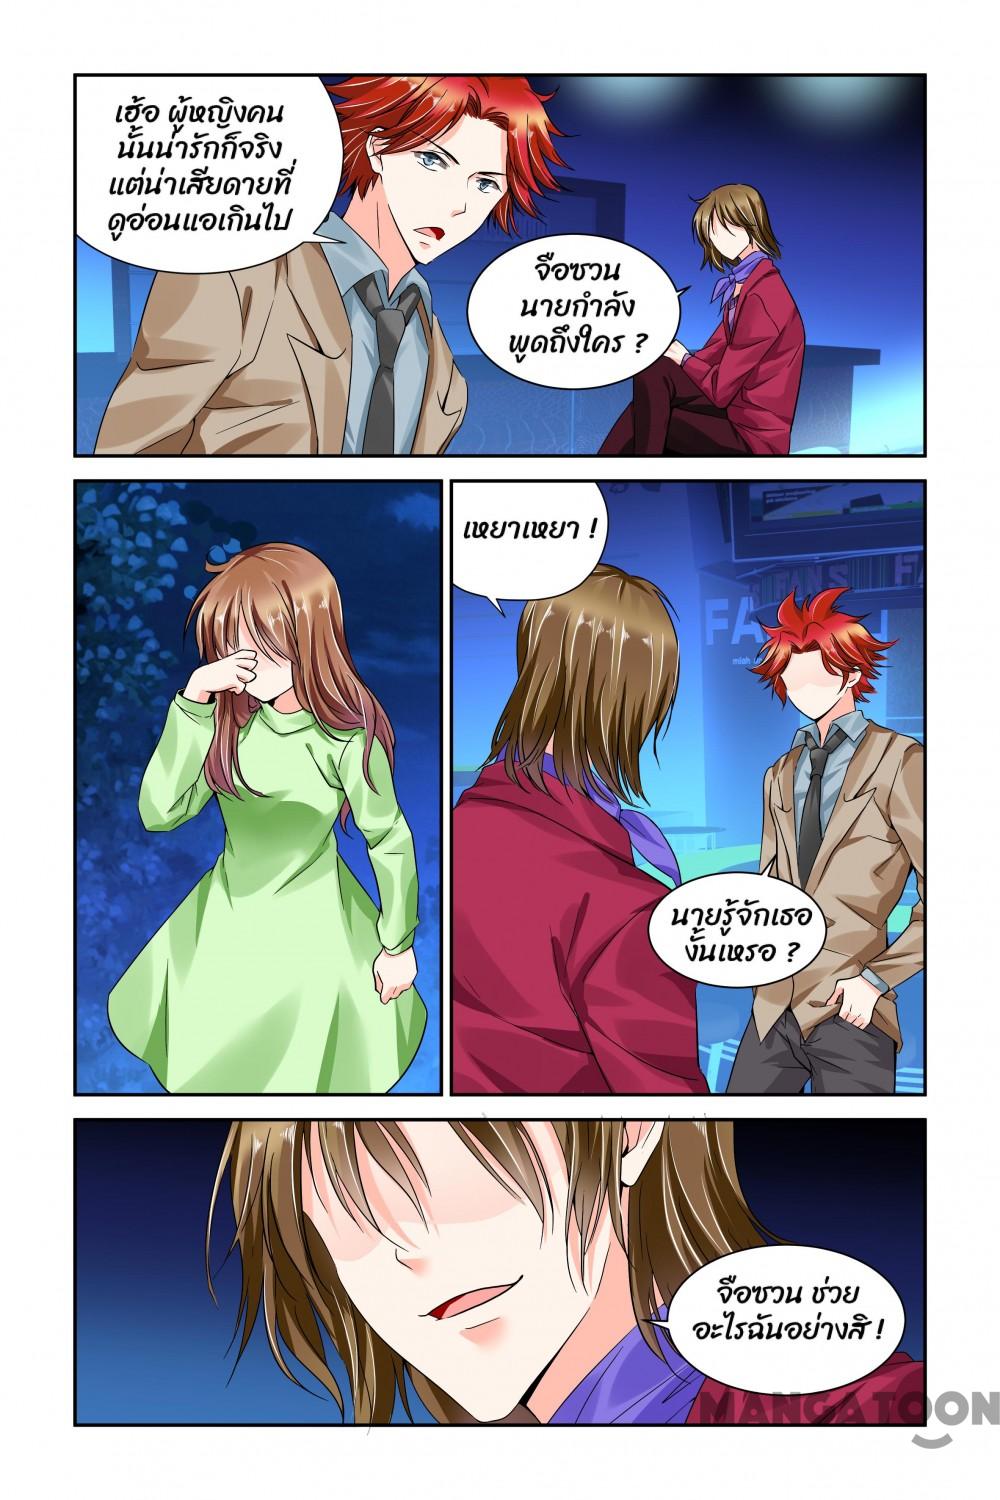 เฮ้อ ผู้หญิงคน
นั้นน่ารักก็จริง
แต่น่าเสียดายที่
ดูอ่อนแอเกินไป
จือซวน
นายกำลัง
พูดถึงใคร ?
เหยาเหยา !
FANS
FA
FA
นายรู้จักเธอ
งั้นเหรอ ?
จือซวน ช่วย
อะไรฉันอย่างสิ !
MANGATOON